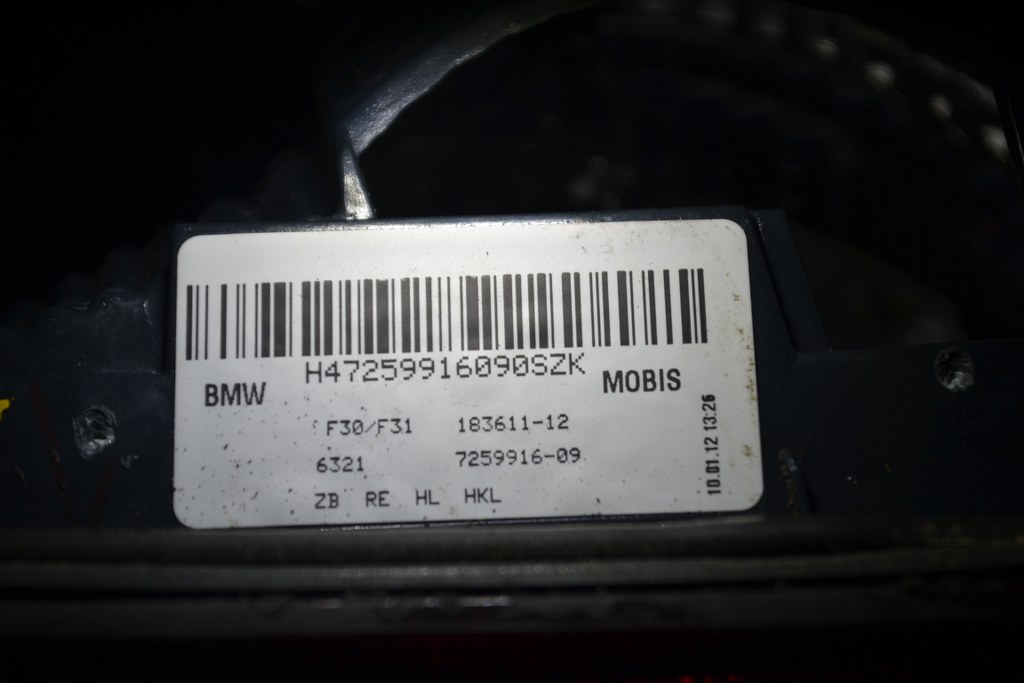 H47259916090SZK
BMW
MOBIS
F30/F31 183611-12
6321 7259916-09
ZB RE HL HKL
10.01.12 13:26